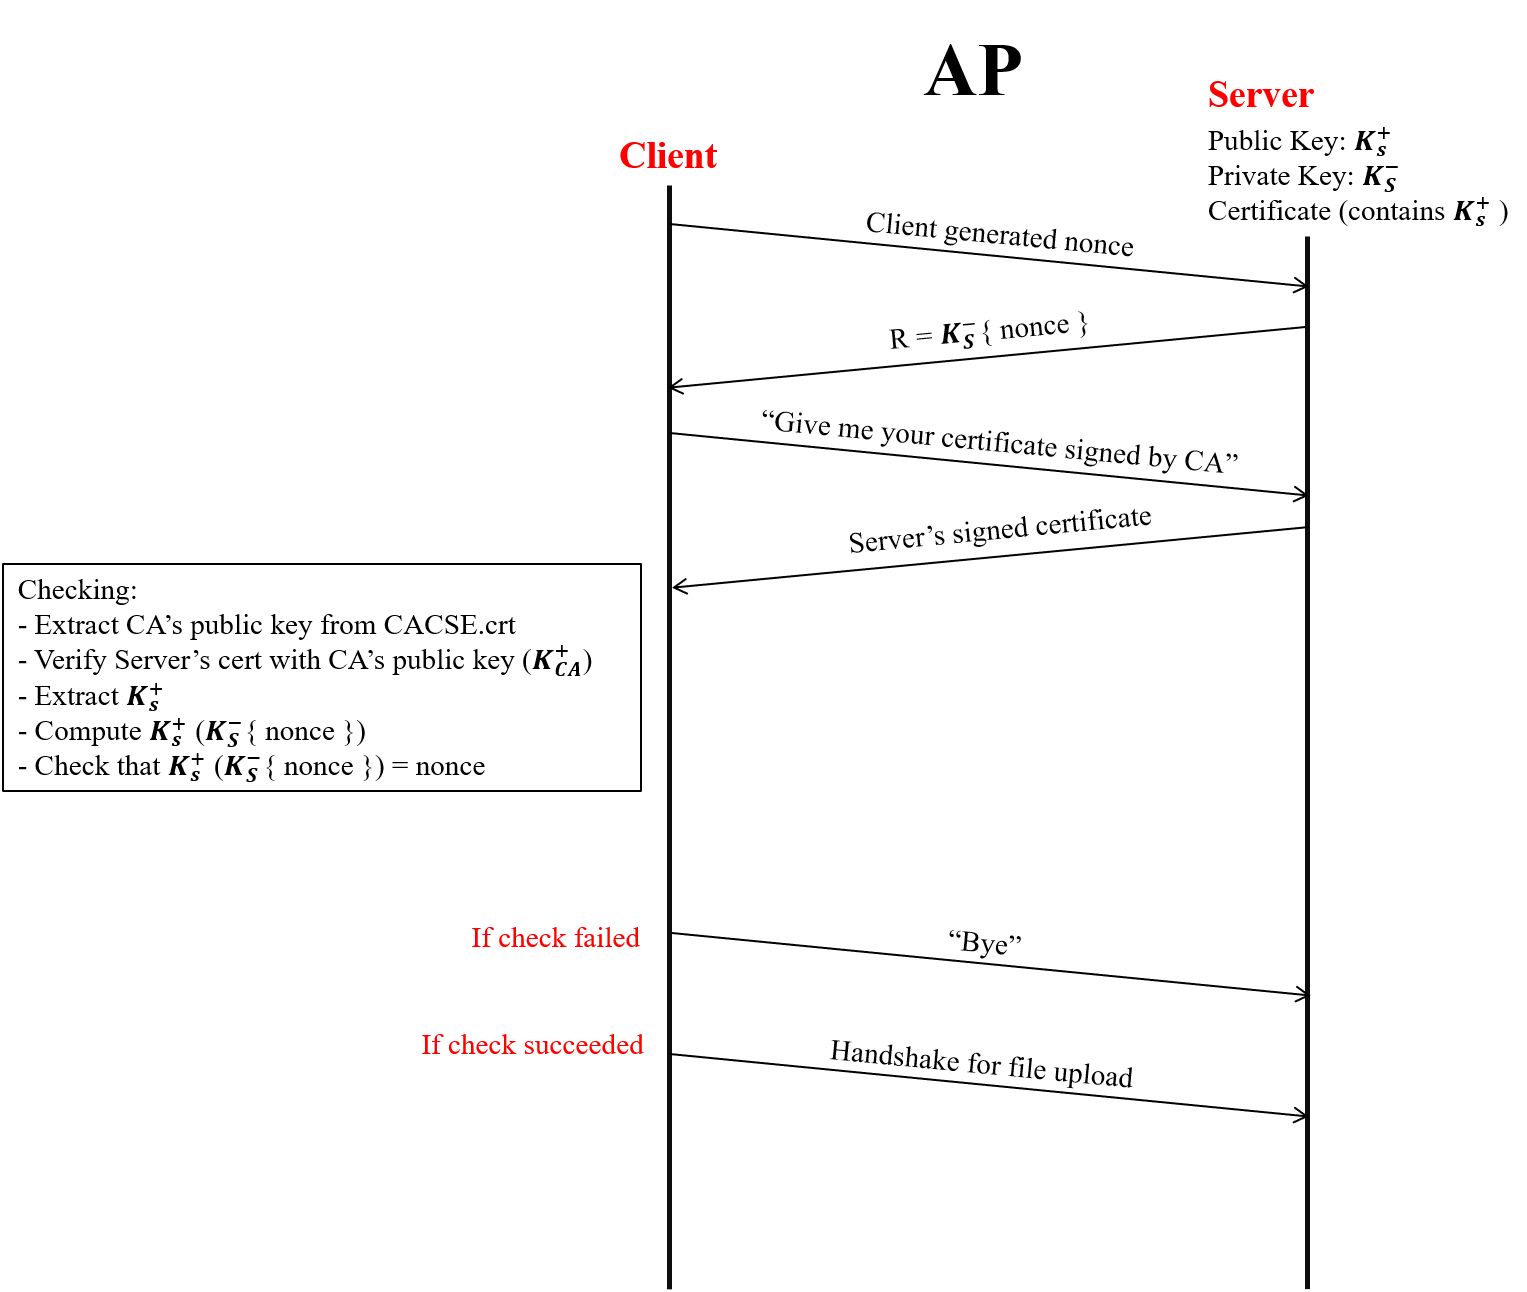 AP
Server
Public Key: K_s^+
Private Key: K_S^-
Certificate (contains K_s^+ )
Client
Client generated nonce
R = K_S^- { nonce }
“Give me your certificate signed by CA”
Server’s signed certificate
Checking:
- Extract CA’s public key from CACSE.crt
- Verify Server’s cert with CA’s public key (K_CA^+)
- Extract K_s^+
- Compute K_s^+ (K_S^- { nonce })
- Check that K_s^+ (K_S^- { nonce }) = nonce
If check failed
“Bye”
If check succeeded
Handshake for file upload